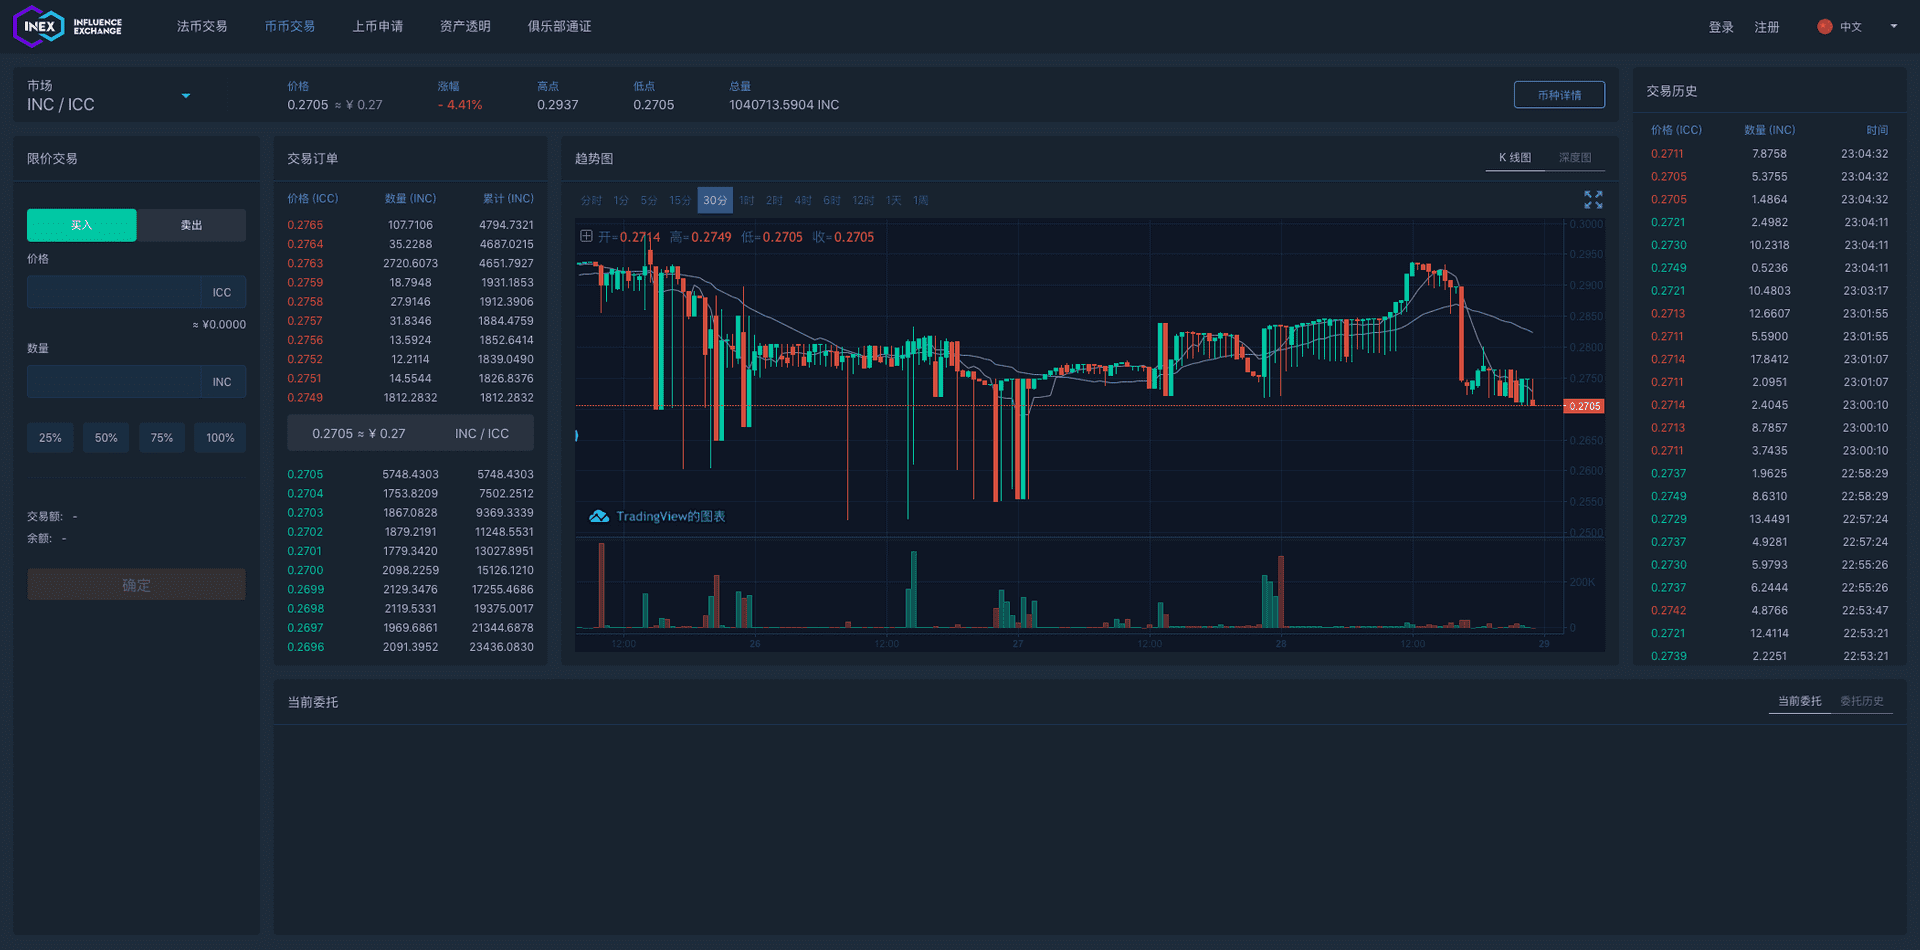 INEX INFLUENCE EXCHANGE
法币交易 币币交易 上币申请 资产透明 俱乐部通证
登录 注册 中文
市场
INC / ICC
价格 涨幅 高点 低点 总量
0.2705 ≈ ¥ 0.27 - 4.41% 0.2937 0.2705 1040713.5904 INC
币种详情
限价交易
买入 卖出
价格
ICC
≈ ¥0.0000
数量
INC
25% 50% 75% 100%
交易额: -
余额: -
确定
交易订单
价格 (ICC) 数量 (INC) 累计 (INC)
0.2765 107.7106 4794.7321
0.2764 35.2288 4687.0215
0.2763 2720.6073 4651.7927
0.2759 18.7948 1931.1853
0.2758 27.9146 1912.3906
0.2757 31.8346 1884.4759
0.2756 13.5924 1852.6414
0.2752 12.2114 1839.0490
0.2751 14.5544 1826.8376
0.2749 1812.2832 1812.2832
0.2705 ≈ ¥ 0.27 INC / ICC
0.2705 5748.4303 5748.4303
0.2704 1753.8209 7502.2512
0.2703 1867.0828 9369.3339
0.2702 1879.2191 11248.5531
0.2701 1779.3420 13027.8951
0.2700 2098.2259 15126.1210
0.2699 2129.3476 17255.4686
0.2698 2119.5331 19375.0017
0.2697 1969.6861 21344.6878
0.2696 2091.3952 23436.0830
趋势图
K 线图 深度图
分时 1分 5分 15分 30分 1时 2时 4时 6时 12时 1天 1周
开=0.2714 高=0.2749 低=0.2705 收=0.2705
0.3000
0.2950
0.2900
0.2850
0.2800
0.2750
0.2705
0.2650
0.2600
0.2550
0.2500
TradingView的图表
200K
0
12:00 26 12:00 27 12:00 28 12:00 29
交易历史
价格 (ICC) 数量 (INC) 时间
0.2711 7.8758 23:04:32
0.2705 5.3755 23:04:32
0.2705 1.4864 23:04:32
0.2721 2.4982 23:04:11
0.2730 10.2318 23:04:11
0.2749 0.5236 23:04:11
0.2721 10.4803 23:03:17
0.2713 12.6607 23:01:55
0.2711 5.5900 23:01:55
0.2714 17.8412 23:01:07
0.2711 2.0951 23:01:07
0.2714 2.4045 23:00:10
0.2713 8.7857 23:00:10
0.2711 3.7435 23:00:10
0.2737 1.9625 22:58:29
0.2749 8.6310 22:58:29
0.2729 13.4491 22:57:24
0.2737 4.9281 22:57:24
0.2730 5.9793 22:55:26
0.2737 6.2444 22:55:26
0.2742 4.8766 22:53:47
0.2721 12.4114 22:53:21
0.2739 2.2251 22:53:21
当前委托
当前委托 委托历史